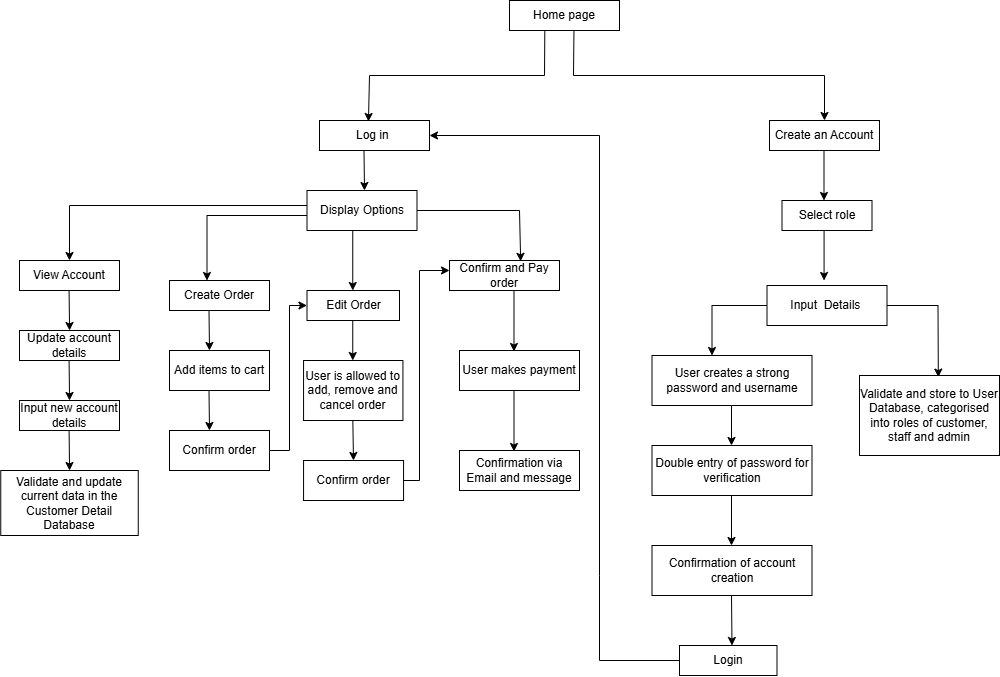 Home page
Log in
Create an Account
Display Options
Select role
View Account
Create Order
Edit Order
Confirm and Pay
order
Input  Details
Update account
details
Add items to cart
User is allowed to
add, remove and
cancel order
User makes payment
User creates a strong
password and username
Validate and store to User
Database, categorised
into roles of customer,
staff and admin
Input new account
details
Confirm order
Confirm order
Confirmation via
Email and message
Double entry of password for
verification
Validate and update
current data in the
Customer Detail
Database
Confirmation of account
creation
Login